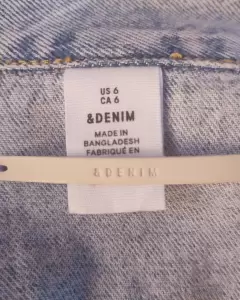 US 6
CA 6
&DENIM
MADE IN
BANGLADESH
FABRIQUÉ EN
&DENIM